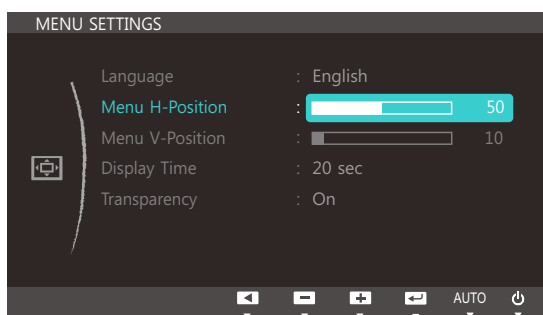 MENU SETTINGS
Language : English
Menu H-Position : 50
Menu V-Position : 10
Display Time : 20 sec
Transparency : On
AUTO